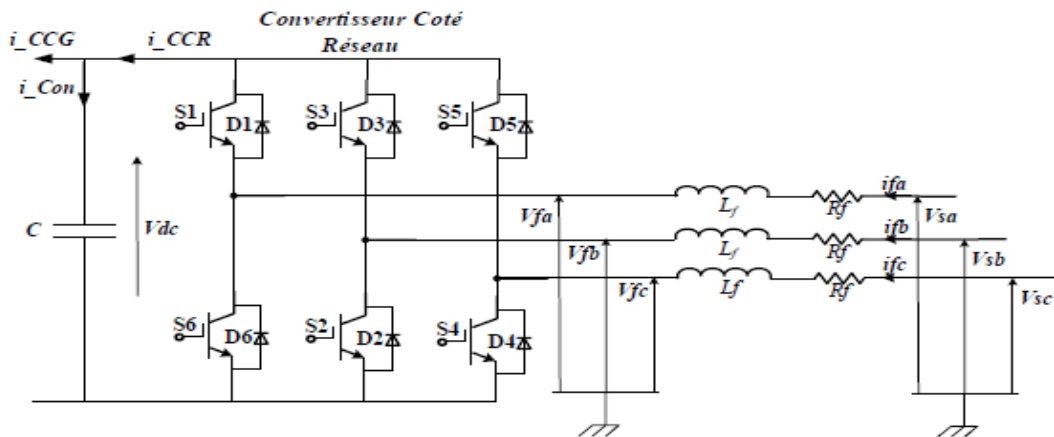 Convertisseur Coté
Réseau
i_CCG
i_CCR
i_Con
S1
D1
S3
D3
S5
D5
C
Vdc
Vfa
Vfb
Vfc
Lf
Rf
ifa
Vsa
Lf
Rf
ifb
Vsb
Lf
Rf
ifc
Vsc
S6
D6
S2
D2
S4
D4